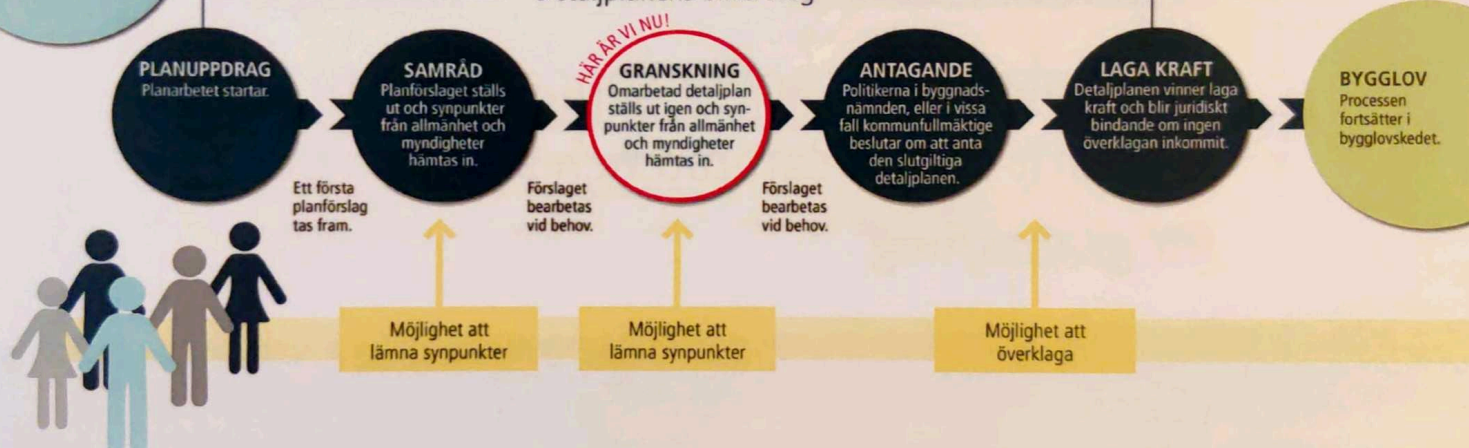 HÄR ÄR VI NU!
PLANUPPDRAG
Planarbetet startar.
Ett första
planförslag
tas fram.
SAMRÅD
Planförslaget ställs
ut och synpunkter
från allmänhet och
myndigheter
hämtas in.
Förslaget
bearbetas
vid behov.
GRANSKNING
Omarbetad detaljplan
ställs ut igen och syn-
punkter från allmänhet
och myndigheter
hämtas in.
Förslaget
bearbetas
vid behov.
ANTAGANDE
Politikerna i byggnads-
nämnden, eller i vissa
fall kommunfullmäktige
beslutar om att anta
den slutgiltiga
detaljplanen.
LAGA KRAFT
Detaljplanen vinner laga
kraft och blir juridiskt
bindande om ingen
överklagan inkommit.
BYGGLOV
Processen
fortsätter i
bygglovskedet.
Möjlighet att
lämna synpunkter
Möjlighet att
lämna synpunkter
Möjlighet att
överklaga